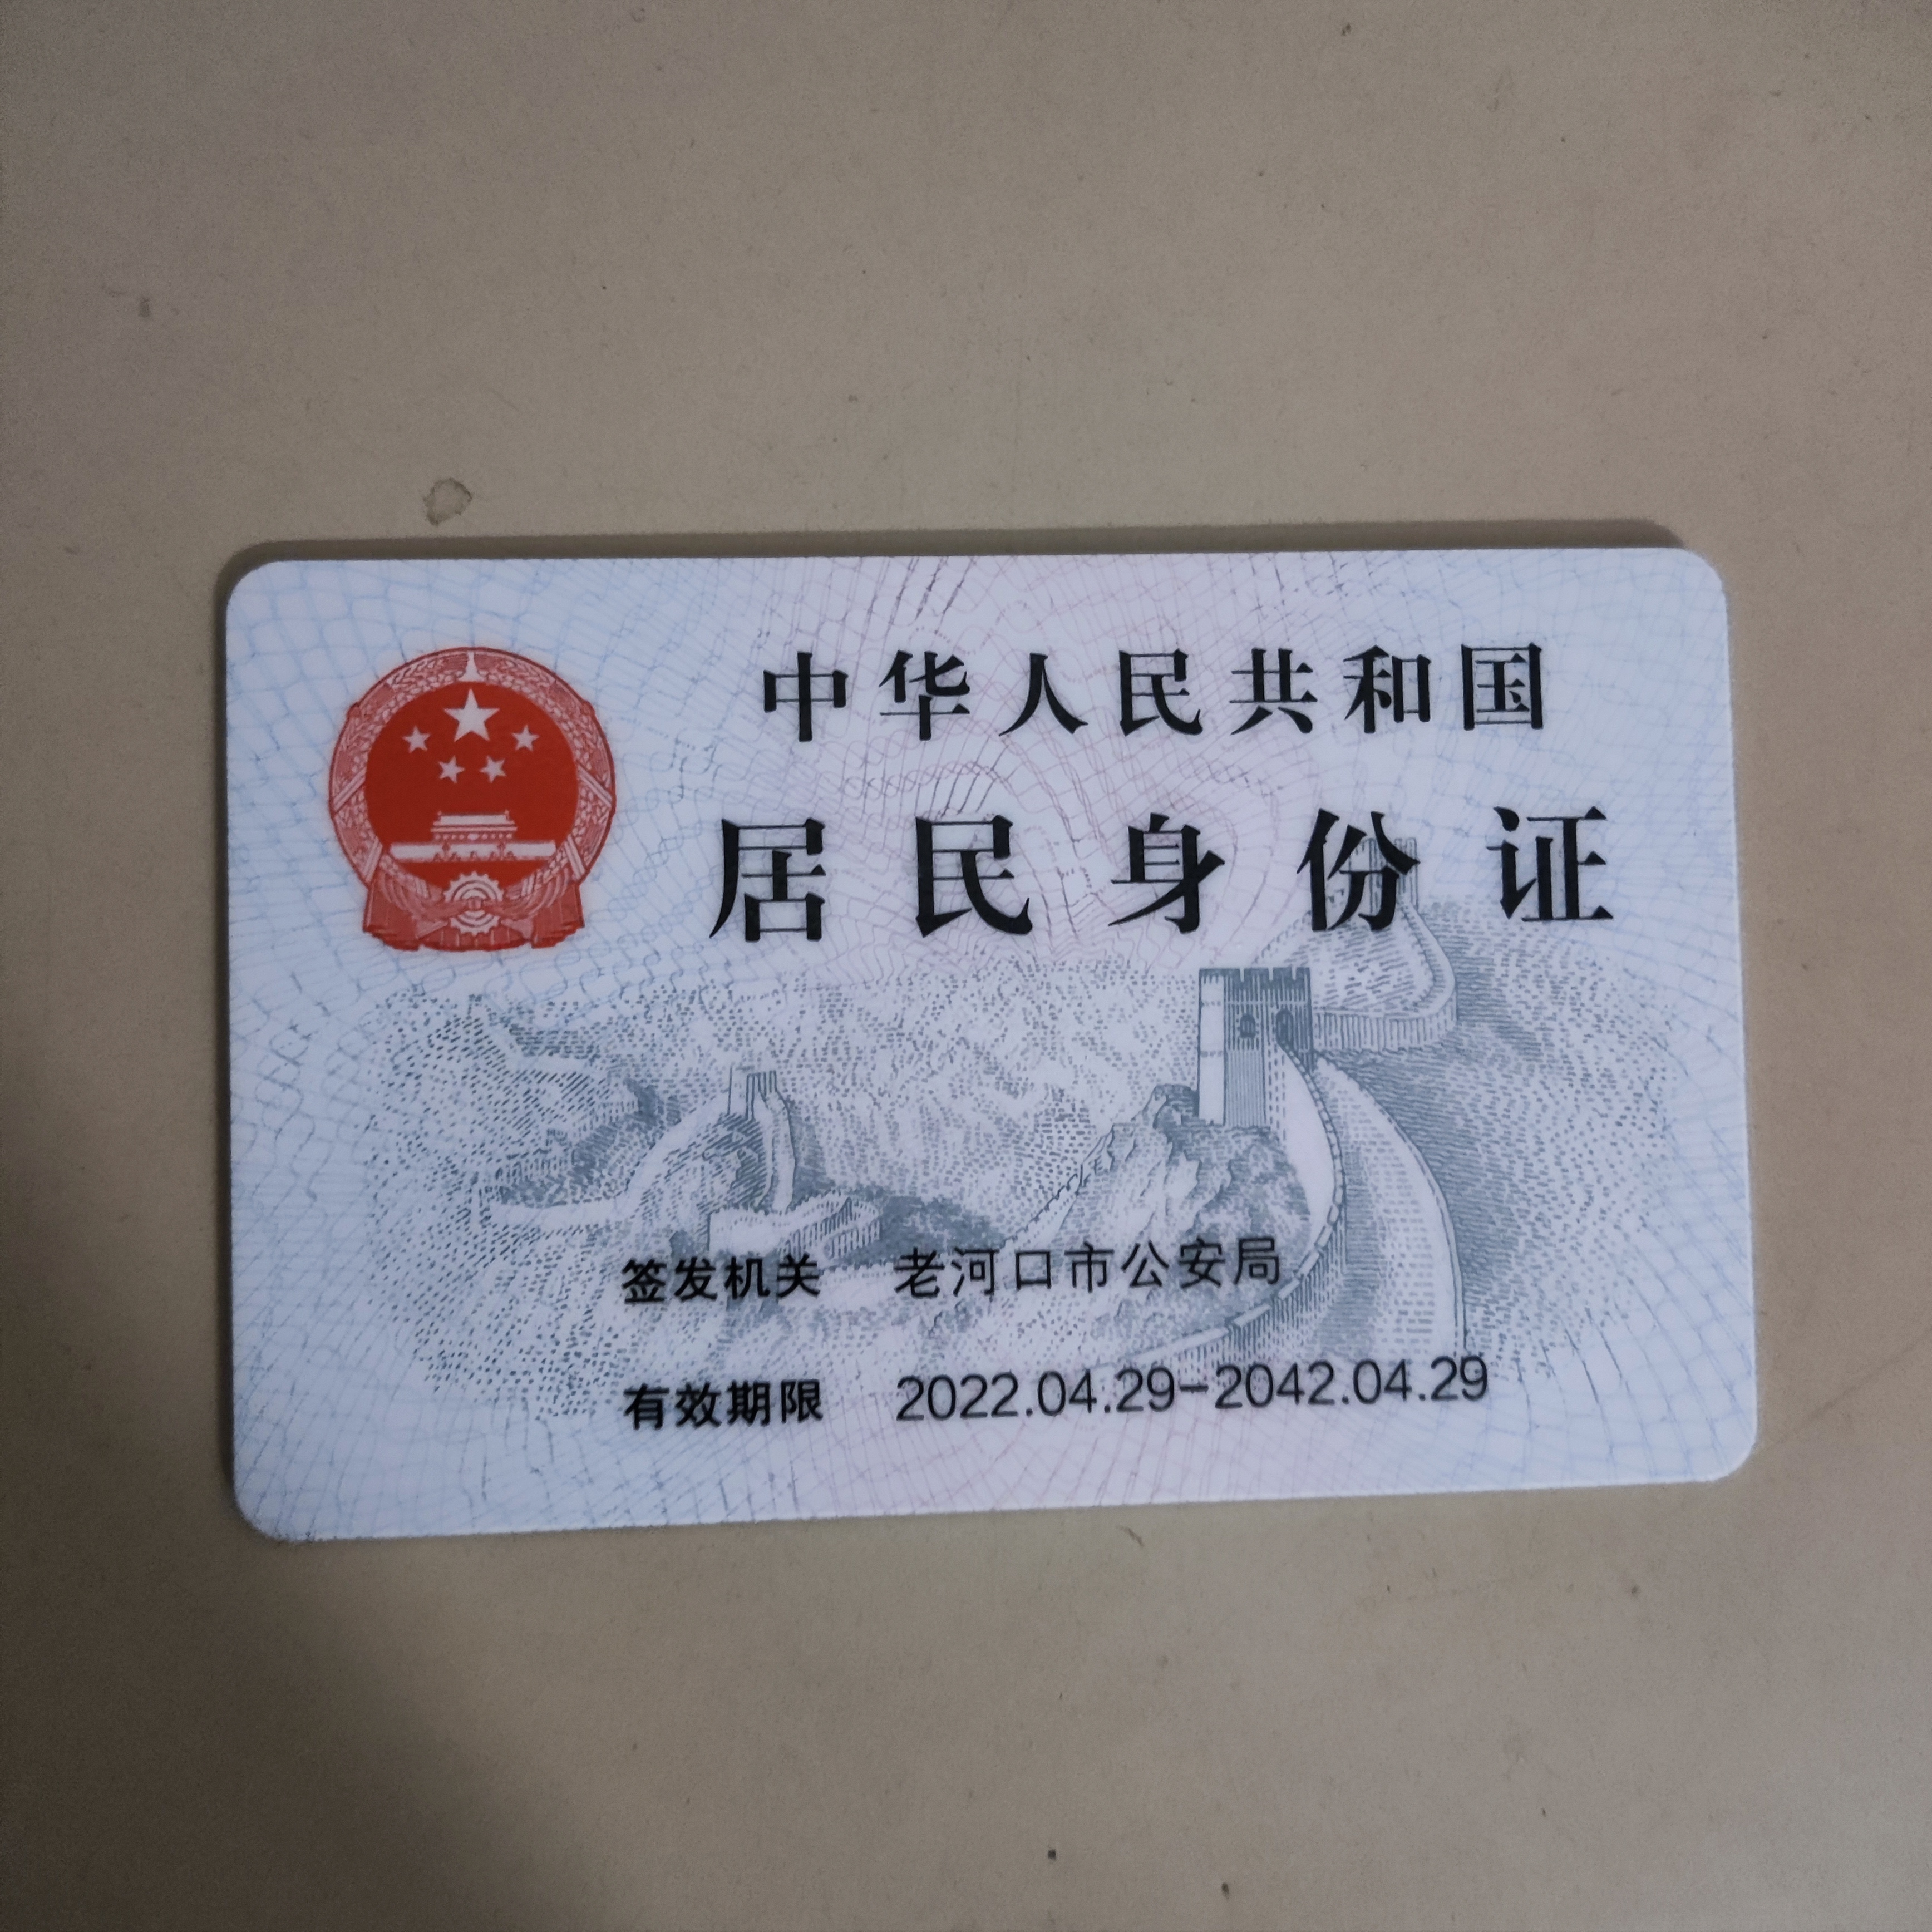 中华人民共和国
居民身份证
签发机关 老河口市公安局
有效期限 2022.04.29-2042.04.29